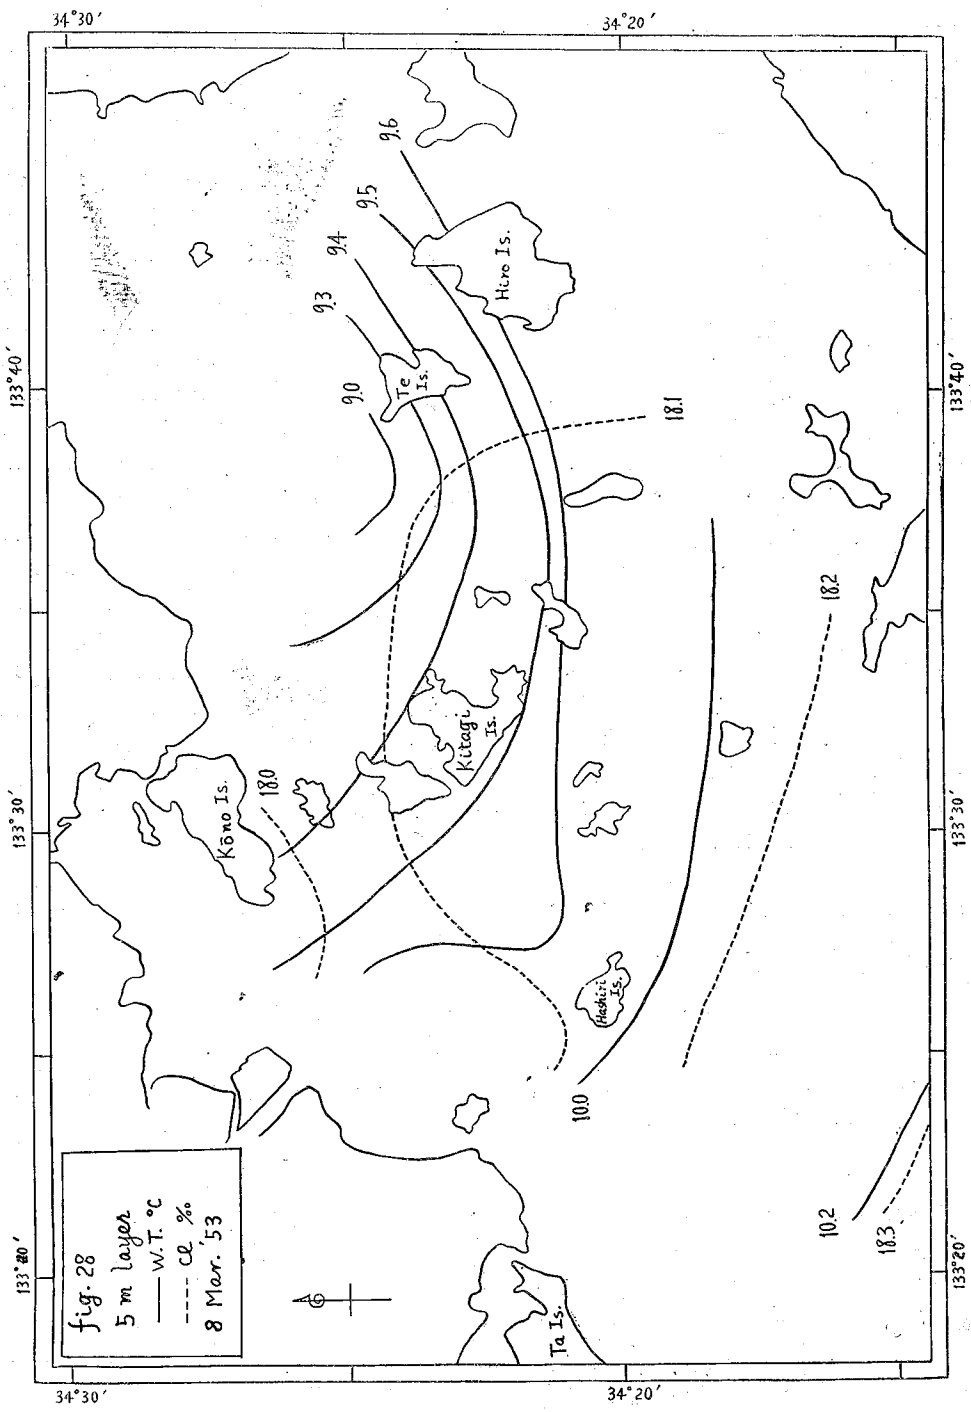 fig. 28
5 m layer
W.T. °C
Cl ‰
8 Mar. '53
34°30′
34°20′
133°40′
133°30′
133°20′
133°40′
133°30′
133°20′
34°30′
34°20′
9.6
9.5
9.4
9.3
9.0
18.1
18.2
18.0
10.0
10.2
18.3
Hiro Is.
Te
Is.
Kitagi
Is.
Kōno Is.
Hashiri
Is.
Ta Is.